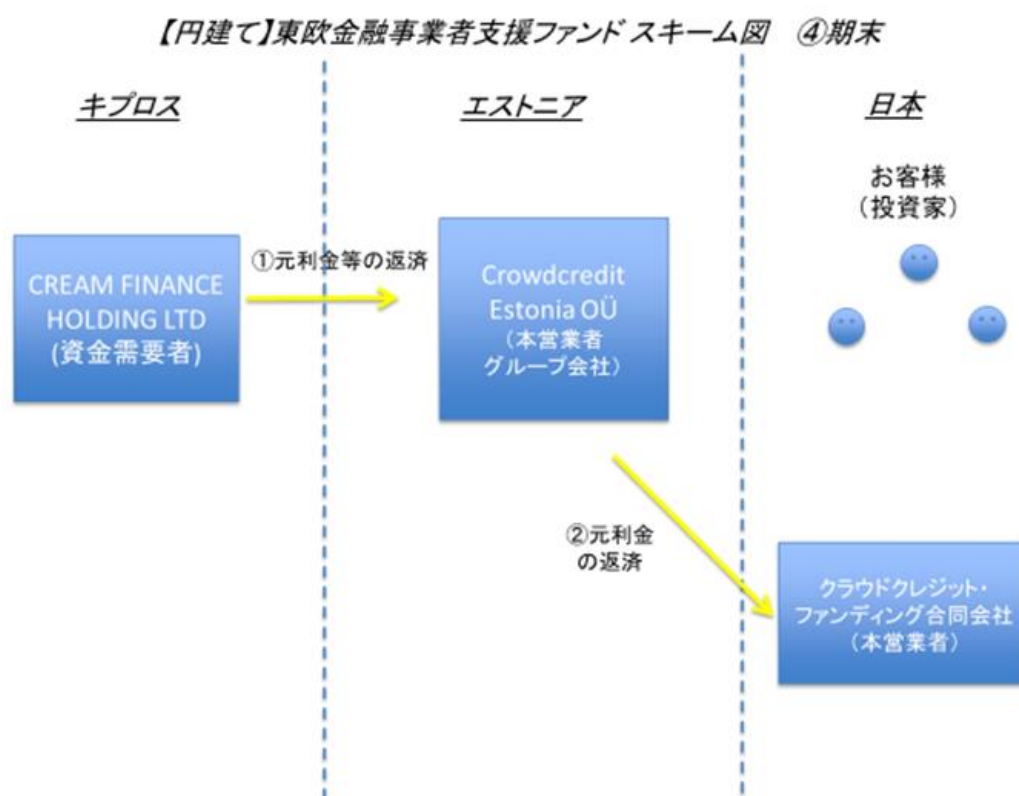 【円建て】東欧金融事業者支援ファンド スキーム図　④期末
キプロス
エストニア
日本
お客様
（投資家）
①元利金等の返済
CREAM FINANCE
HOLDING LTD
(資金需要者)
Crowdcredit
Estonia OÜ
（本営業者
グループ会社）
②元利金
の返済
クラウドクレジット・
ファンディング合同会社
（本営業者）